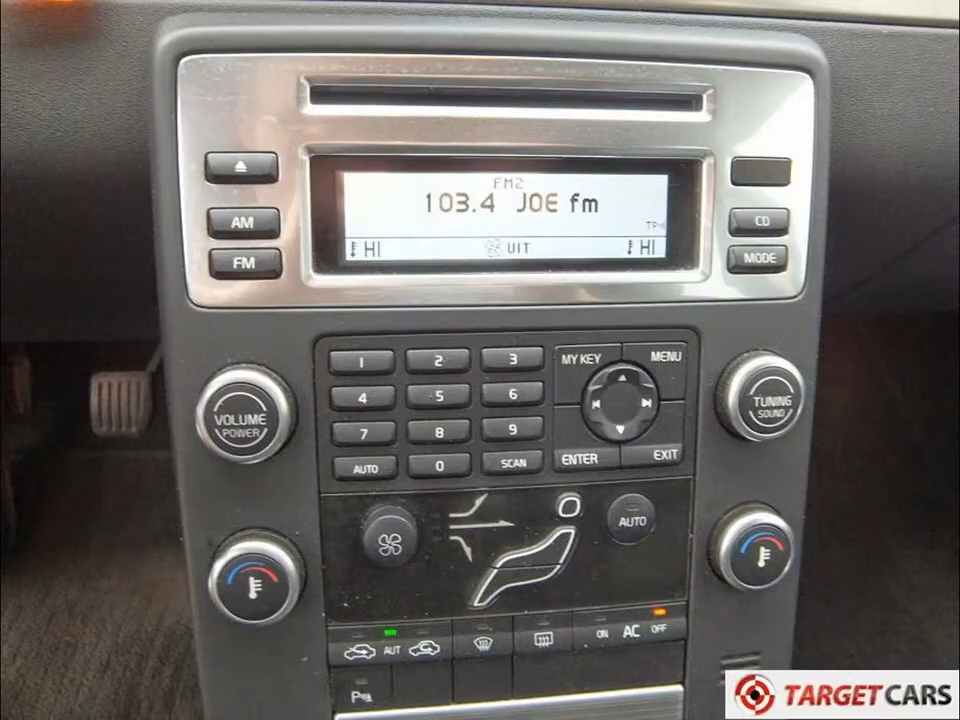 FM2
103.4 JOE fm
TP
HI UIT HI
AM
FM
CD
MODE
1 2 3
4 5 6
7 8 9
AUTO 0 SCAN
MY KEY MENU
ENTER EXIT
VOLUME
POWER
TUNING
SOUND
AUTO
AUT
ON AC OFF
P
TARGETCARS